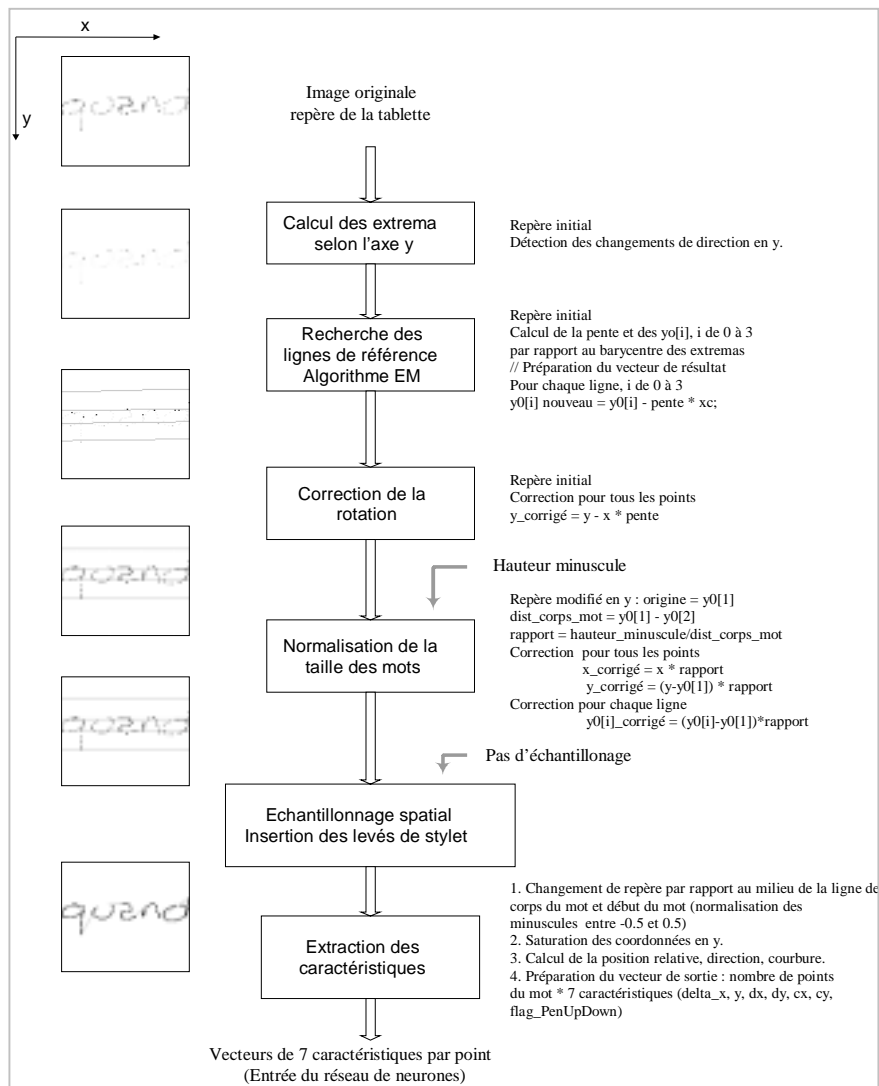 x
y
quand
Image originale
repère de la tablette
Calcul des extrema
selon l'axe y
Repère initial
Détection des changements de direction en y.
Recherche des
lignes de référence
Algorithme EM
Repère initial
Calcul de la pente et des yo[i], i de 0 à 3
par rapport au barycentre des extremas
// Préparation du vecteur de résultat
Pour chaque ligne, i de 0 à 3
y0[i] nouveau = y0[i] - pente * xc;
Correction de la
rotation
Repère initial
Correction pour tous les points
y_corrigé = y - x * pente
quand
Hauteur minuscule
Normalisation de la
taille des mots
Repère modifié en y : origine = y0[1]
dist_corps_mot = y0[1] - y0[2]
rapport = hauteur_minuscule/dist_corps_mot
Correction pour tous les points
x_corrigé = x * rapport
y_corrigé = (y-y0[1]) * rapport
Correction pour chaque ligne
y0[i]_corrigé = (y0[i]-y0[1])*rapport
quand
Pas d'échantillonage
Echantillonnage spatial
Insertion des levés de stylet
quand
Extraction des
caractéristiques
1. Changement de repère par rapport au milieu de la ligne de
corps du mot et début du mot (normalisation des
minuscules entre -0.5 et 0.5)
2. Saturation des coordonnées en y.
3. Calcul de la position relative, direction, courbure.
4. Préparation du vecteur de sortie : nombre de points
du mot * 7 caractéristiques (delta_x, y, dx, dy, cx, cy,
flag_PenUpDown)
Vecteurs de 7 caractéristiques par point
(Entrée du réseau de neurones)